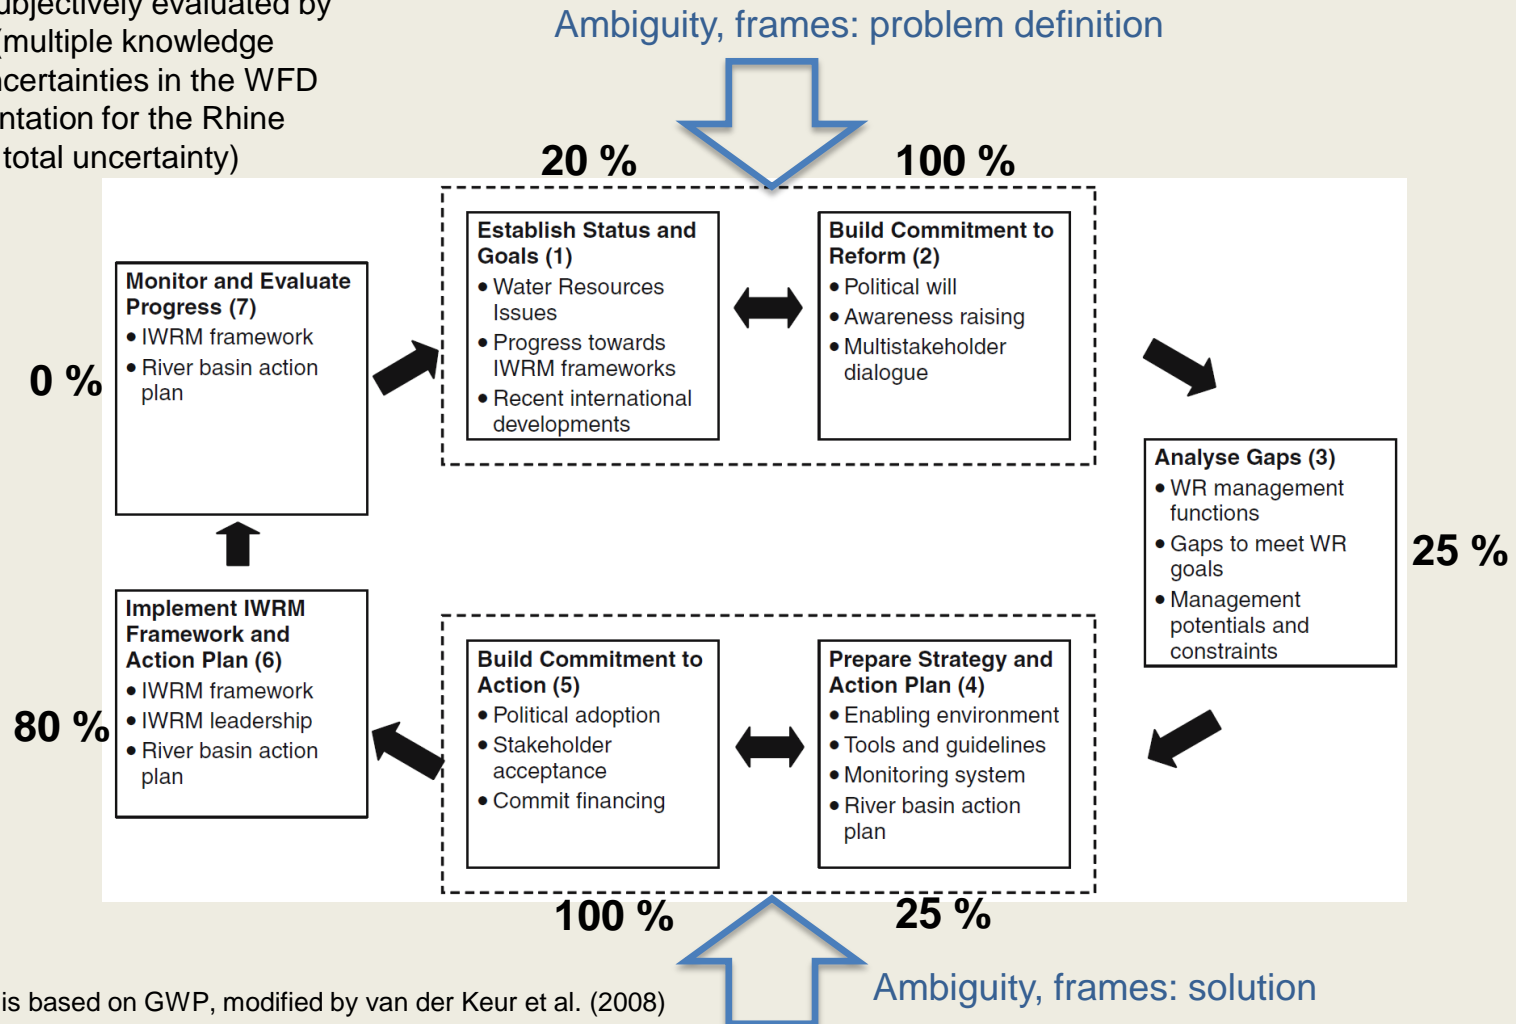 subjectively evaluated by
(multiple knowledge
certainties in the WFD
ntation for the Rhine
total uncertainty)
Ambiguity, frames: problem definition
20 %
100 %
Establish Status and
Goals (1)
• Water Resources
Issues
• Progress towards
IWRM frameworks
• Recent international
developments
Build Commitment to
Reform (2)
• Political will
• Awareness raising
• Multistakeholder
dialogue
Monitor and Evaluate
Progress (7)
• IWRM framework
• River basin action
plan
0 %
Analyse Gaps (3)
• WR management
functions
• Gaps to meet WR
goals
• Management
potentials and
constraints
25 %
Implement IWRM
Framework and
Action Plan (6)
• IWRM framework
• IWRM leadership
• River basin action
plan
80 %
Build Commitment to
Action (5)
• Political adoption
• Stakeholder
acceptance
• Commit financing
Prepare Strategy and
Action Plan (4)
• Enabling environment
• Tools and guidelines
• Monitoring system
• River basin action
plan
100 %
25 %
Ambiguity, frames: solution
is based on GWP, modified by van der Keur et al. (2008)